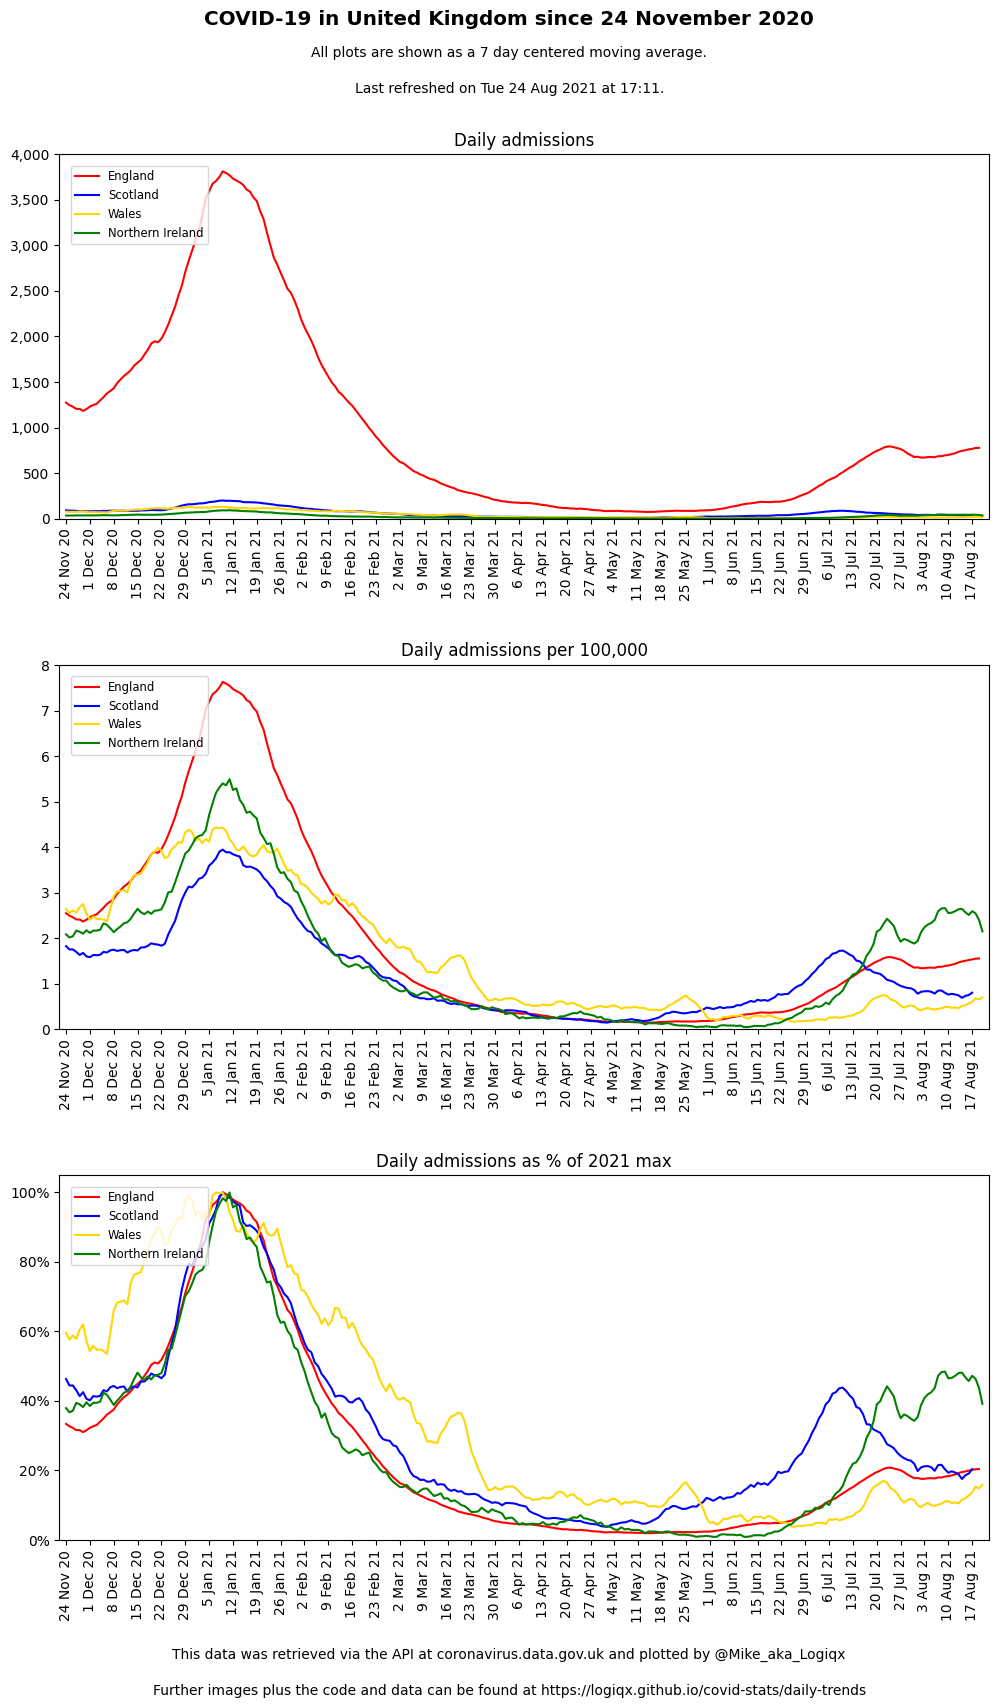 COVID-19 in United Kingdom since 24 November 2020
All plots are shown as a 7 day centered moving average.
Last refreshed on Tue 24 Aug 2021 at 17:11.
Daily admissions
4,000
3,500
3,000
2,500
2,000
1,500
1,000
500
0
England
Scotland
Wales
Northern Ireland
24 Nov 20
1 Dec 20
8 Dec 20
15 Dec 20
22 Dec 20
29 Dec 20
5 Jan 21
12 Jan 21
19 Jan 21
26 Jan 21
2 Feb 21
9 Feb 21
16 Feb 21
23 Feb 21
2 Mar 21
9 Mar 21
16 Mar 21
23 Mar 21
30 Mar 21
6 Apr 21
13 Apr 21
20 Apr 21
27 Apr 21
4 May 21
11 May 21
18 May 21
25 May 21
1 Jun 21
8 Jun 21
15 Jun 21
22 Jun 21
29 Jun 21
6 Jul 21
13 Jul 21
20 Jul 21
27 Jul 21
3 Aug 21
10 Aug 21
17 Aug 21
Daily admissions per 100,000
8
7
6
5
4
3
2
1
0
England
Scotland
Wales
Northern Ireland
24 Nov 20
1 Dec 20
8 Dec 20
15 Dec 20
22 Dec 20
29 Dec 20
5 Jan 21
12 Jan 21
19 Jan 21
26 Jan 21
2 Feb 21
9 Feb 21
16 Feb 21
23 Feb 21
2 Mar 21
9 Mar 21
16 Mar 21
23 Mar 21
30 Mar 21
6 Apr 21
13 Apr 21
20 Apr 21
27 Apr 21
4 May 21
11 May 21
18 May 21
25 May 21
1 Jun 21
8 Jun 21
15 Jun 21
22 Jun 21
29 Jun 21
6 Jul 21
13 Jul 21
20 Jul 21
27 Jul 21
3 Aug 21
10 Aug 21
17 Aug 21
Daily admissions as % of 2021 max
100%
80%
60%
40%
20%
0%
England
Scotland
Wales
Northern Ireland
24 Nov 20
1 Dec 20
8 Dec 20
15 Dec 20
22 Dec 20
29 Dec 20
5 Jan 21
12 Jan 21
19 Jan 21
26 Jan 21
2 Feb 21
9 Feb 21
16 Feb 21
23 Feb 21
2 Mar 21
9 Mar 21
16 Mar 21
23 Mar 21
30 Mar 21
6 Apr 21
13 Apr 21
20 Apr 21
27 Apr 21
4 May 21
11 May 21
18 May 21
25 May 21
1 Jun 21
8 Jun 21
15 Jun 21
22 Jun 21
29 Jun 21
6 Jul 21
13 Jul 21
20 Jul 21
27 Jul 21
3 Aug 21
10 Aug 21
17 Aug 21
This data was retrieved via the API at coronavirus.data.gov.uk and plotted by @Mike_aka_Logiqx
Further images plus the code and data can be found at https://logiqx.github.io/covid-stats/daily-trends